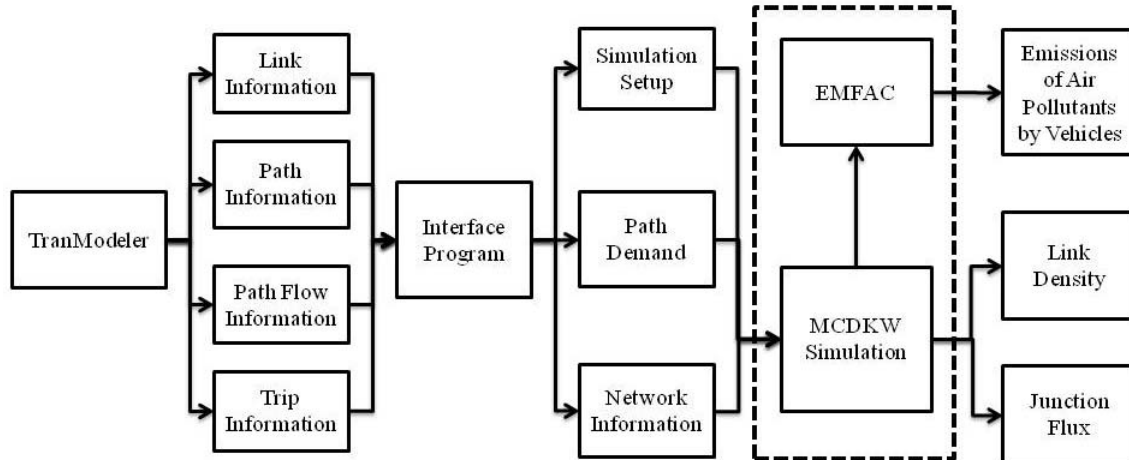 TranModeler
Link
Information
Path
Information
Path Flow
Information
Trip
Information
Interface
Program
Simulation
Setup
Path
Demand
Network
Information
EMFAC
MCDKW
Simulation
Emissions
of Air
Pollutants
by Vehicles
Link
Density
Junction
Flux